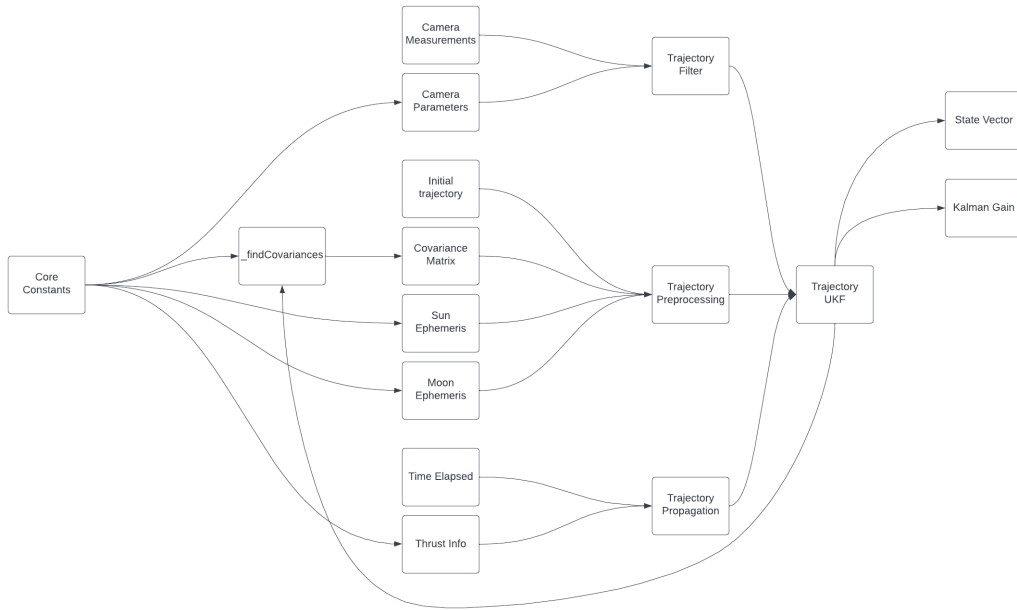 Camera
Measurements
Camera
Parameters
Trajectory
Filter
State Vector
Kalman Gain
Initial
trajectory
_findCovariances
Covariance
Matrix
Core
Constants
Sun
Ephemeris
Moon
Ephemeris
Trajectory
Preprocessing
Trajectory
UKF
Time Elapsed
Thrust Info
Trajectory
Propagation